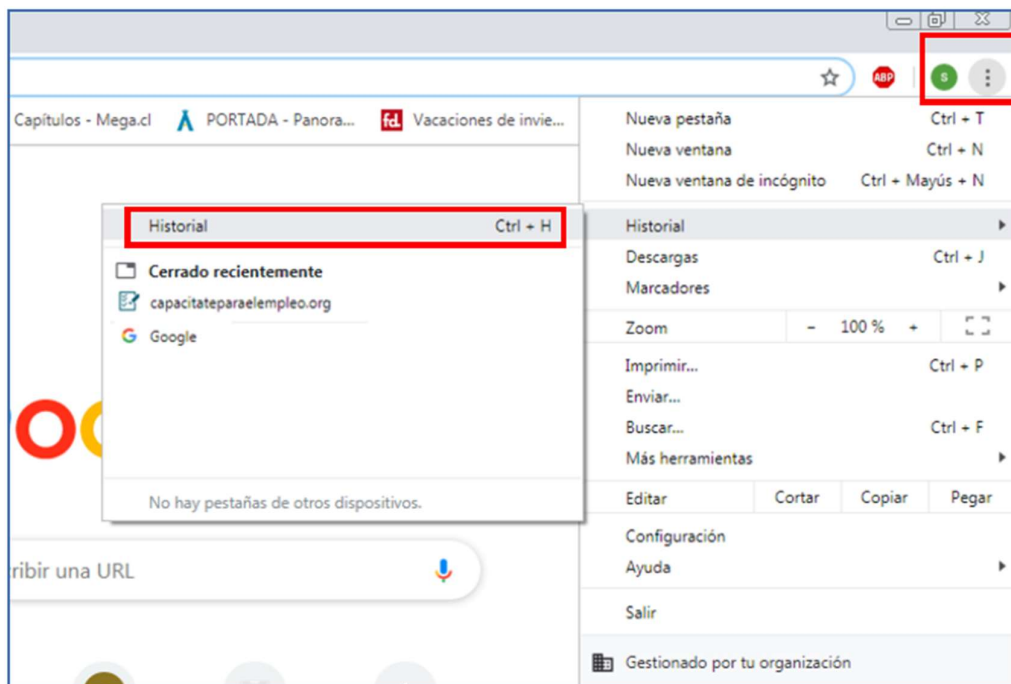 ABP S
Capítulos - Mega.cl PORTADA - Panora... fd. Vacaciones de invie...
Nueva pestaña Ctrl + T
Nueva ventana Ctrl + N
Nueva ventana de incógnito Ctrl + Mayús + N
Historial
Descargas Ctrl + J
Marcadores
Zoom - 100 % +
Imprimir... Ctrl + P
Enviar...
Buscar... Ctrl + F
Más herramientas
Editar Cortar Copiar Pegar
Configuración
Ayuda
Salir
Gestionado por tu organización
Historial Ctrl + H
Cerrado recientemente
capacitateparaelempleo.org
G Google
No hay pestañas de otros dispositivos.
ribir una URL